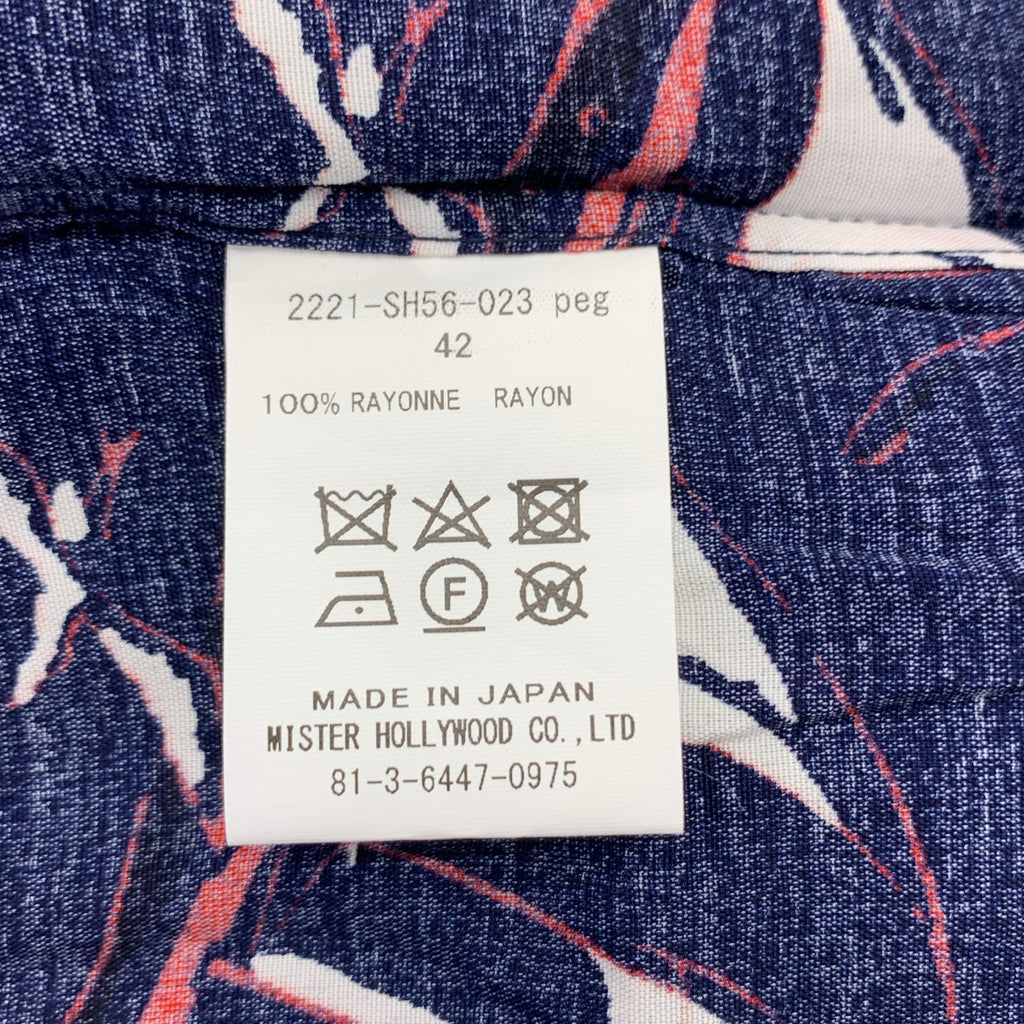 2221-SH56-023 peg
42
100% RAYONNE RAYON
F
W
MADE IN JAPAN
MISTER HOLLYWOOD CO.,LTD
81-3-6447-0975